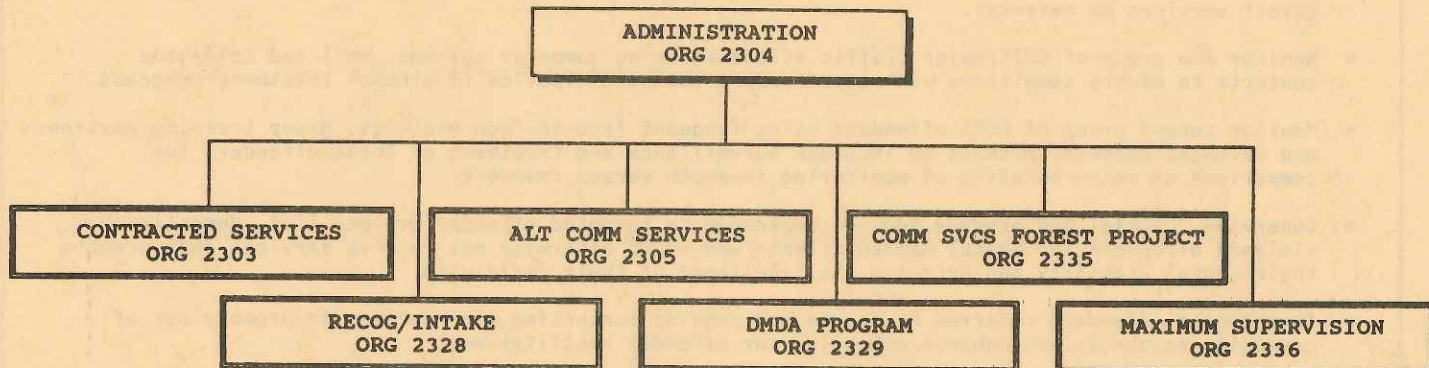 ADMINISTRATION
ORG 2304
CONTRACTED SERVICES
ORG 2303
ALT COMM SERVICES
ORG 2305
COMM SVCS FOREST PROJECT
ORG 2335
RECOG/INTAKE
ORG 2328
DMDA PROGRAM
ORG 2329
MAXIMUM SUPERVISION
ORG 2336